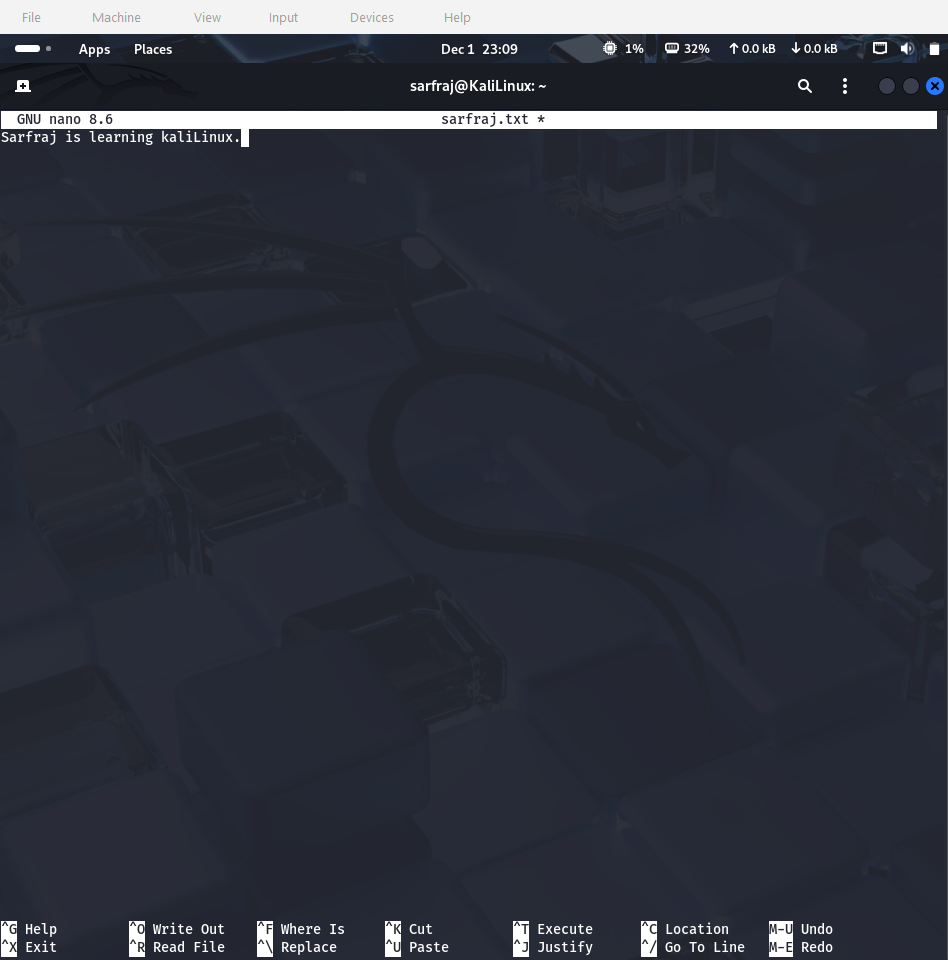 File Machine View Input Devices Help
Apps Places Dec 1 23:09 1% 32% ↑ 0.0 kB ↓ 0.0 kB
sarfraj@KaliLinux: ~
GNU nano 8.6 sarfraj.txt *
Sarfraj is learning kaliLinux.
^G Help ^O Write Out ^F Where Is ^K Cut ^T Execute ^C Location M-U Undo
^X Exit ^R Read File ^\ Replace ^U Paste ^J Justify ^/ Go To Line M-E Redo